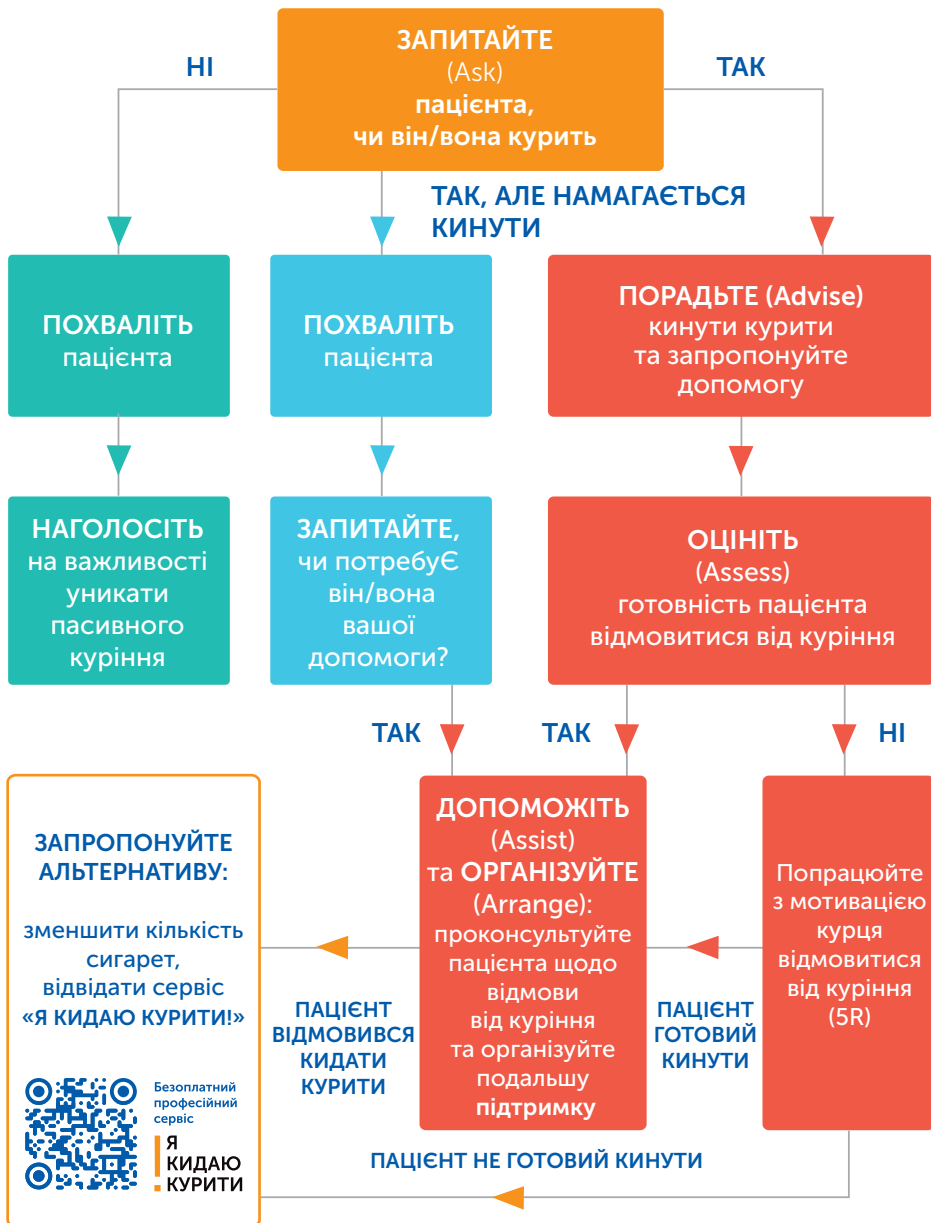 ЗАПИТАЙТЕ
(Ask)
пацієнта,
чи він/вона курить
НІ
ТАК
ТАК, АЛЕ НАМАГАЄТЬСЯ
КИНУТИ
ПОХВАЛІТЬ
пацієнта
ПОХВАЛІТЬ
пацієнта
ПОРАДЬТЕ (Advise)
кинути курити
та запропонуйте
допомогу
НАГОЛОСІТЬ
на важливості
уникати
пасивного
куріння
ЗАПИТАЙТЕ,
чи потребуЄ
він/вона
вашої
допомоги?
ОЦІНІТЬ
(Assess)
готовність пацієнта
відмовитися від куріння
ТАК
ТАК
НІ
ЗАПРОПОНУЙТЕ
АЛЬТЕРНАТИВУ:
зменшити кількість
сигарет,
відвідати сервіс
«Я КИДАЮ КУРИТИ!»
Безоплатний
професійний
сервіс
Я
КИДАЮ
КУРИТИ
ПАЦІЄНТ
ВІДМОВИВСЯ
КИДАТИ
КУРИТИ
ДОПОМОЖІТЬ
(Assist)
та ОРГАНІЗУЙТЕ
(Arrange):
проконсультуйте
пацієнта щодо
відмови
від куріння
та організуйте
подальшу
підтримку
ПАЦІЄНТ
ГОТОВИЙ
КИНУТИ
Попрацюйте
з мотивацією
курця
відмовитися
від куріння
(5R)
ПАЦІЄНТ НЕ ГОТОВИЙ КИНУТИ